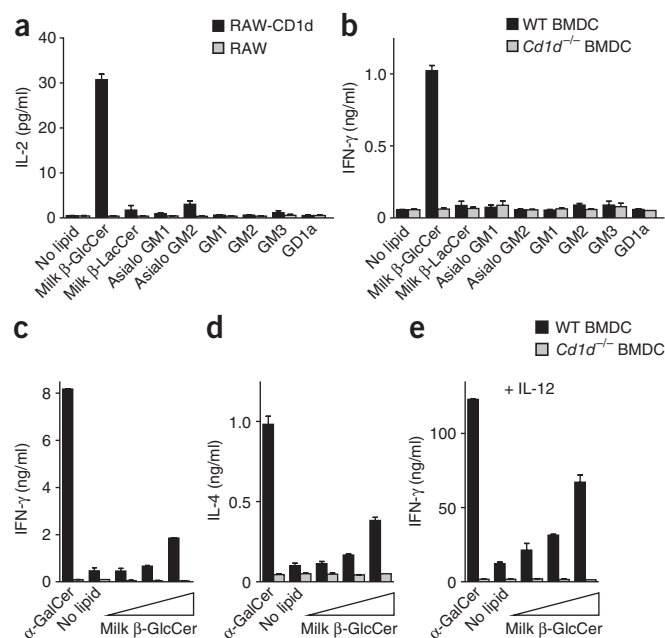 a
RAW-CD1d
RAW
IL-2 (pg/ml)
40
30
20
10
0
No lipid
Milk β-GlcCer
Milk β-LacCer
Asialo GM1
Asialo GM2
GM1
GM2
GM3
GD1a
b
WT BMDC
Cd1d–/– BMDC
IFN-γ (ng/ml)
1.0
0.5
0
No lipid
Milk β-GlcCer
Milk β-LacCer
Asialo GM1
Asialo GM2
GM1
GM2
GM3
GD1a
c
IFN-γ (ng/ml)
8
6
4
2
0
α-GalCer
No lipid
Milk β-GlcCer
d
IL-4 (ng/ml)
1.0
0.5
0
α-GalCer
No lipid
Milk β-GlcCer
e
WT BMDC
Cd1d–/– BMDC
+ IL-12
IFN-γ (ng/ml)
100
50
0
α-GalCer
No lipid
Milk β-GlcCer